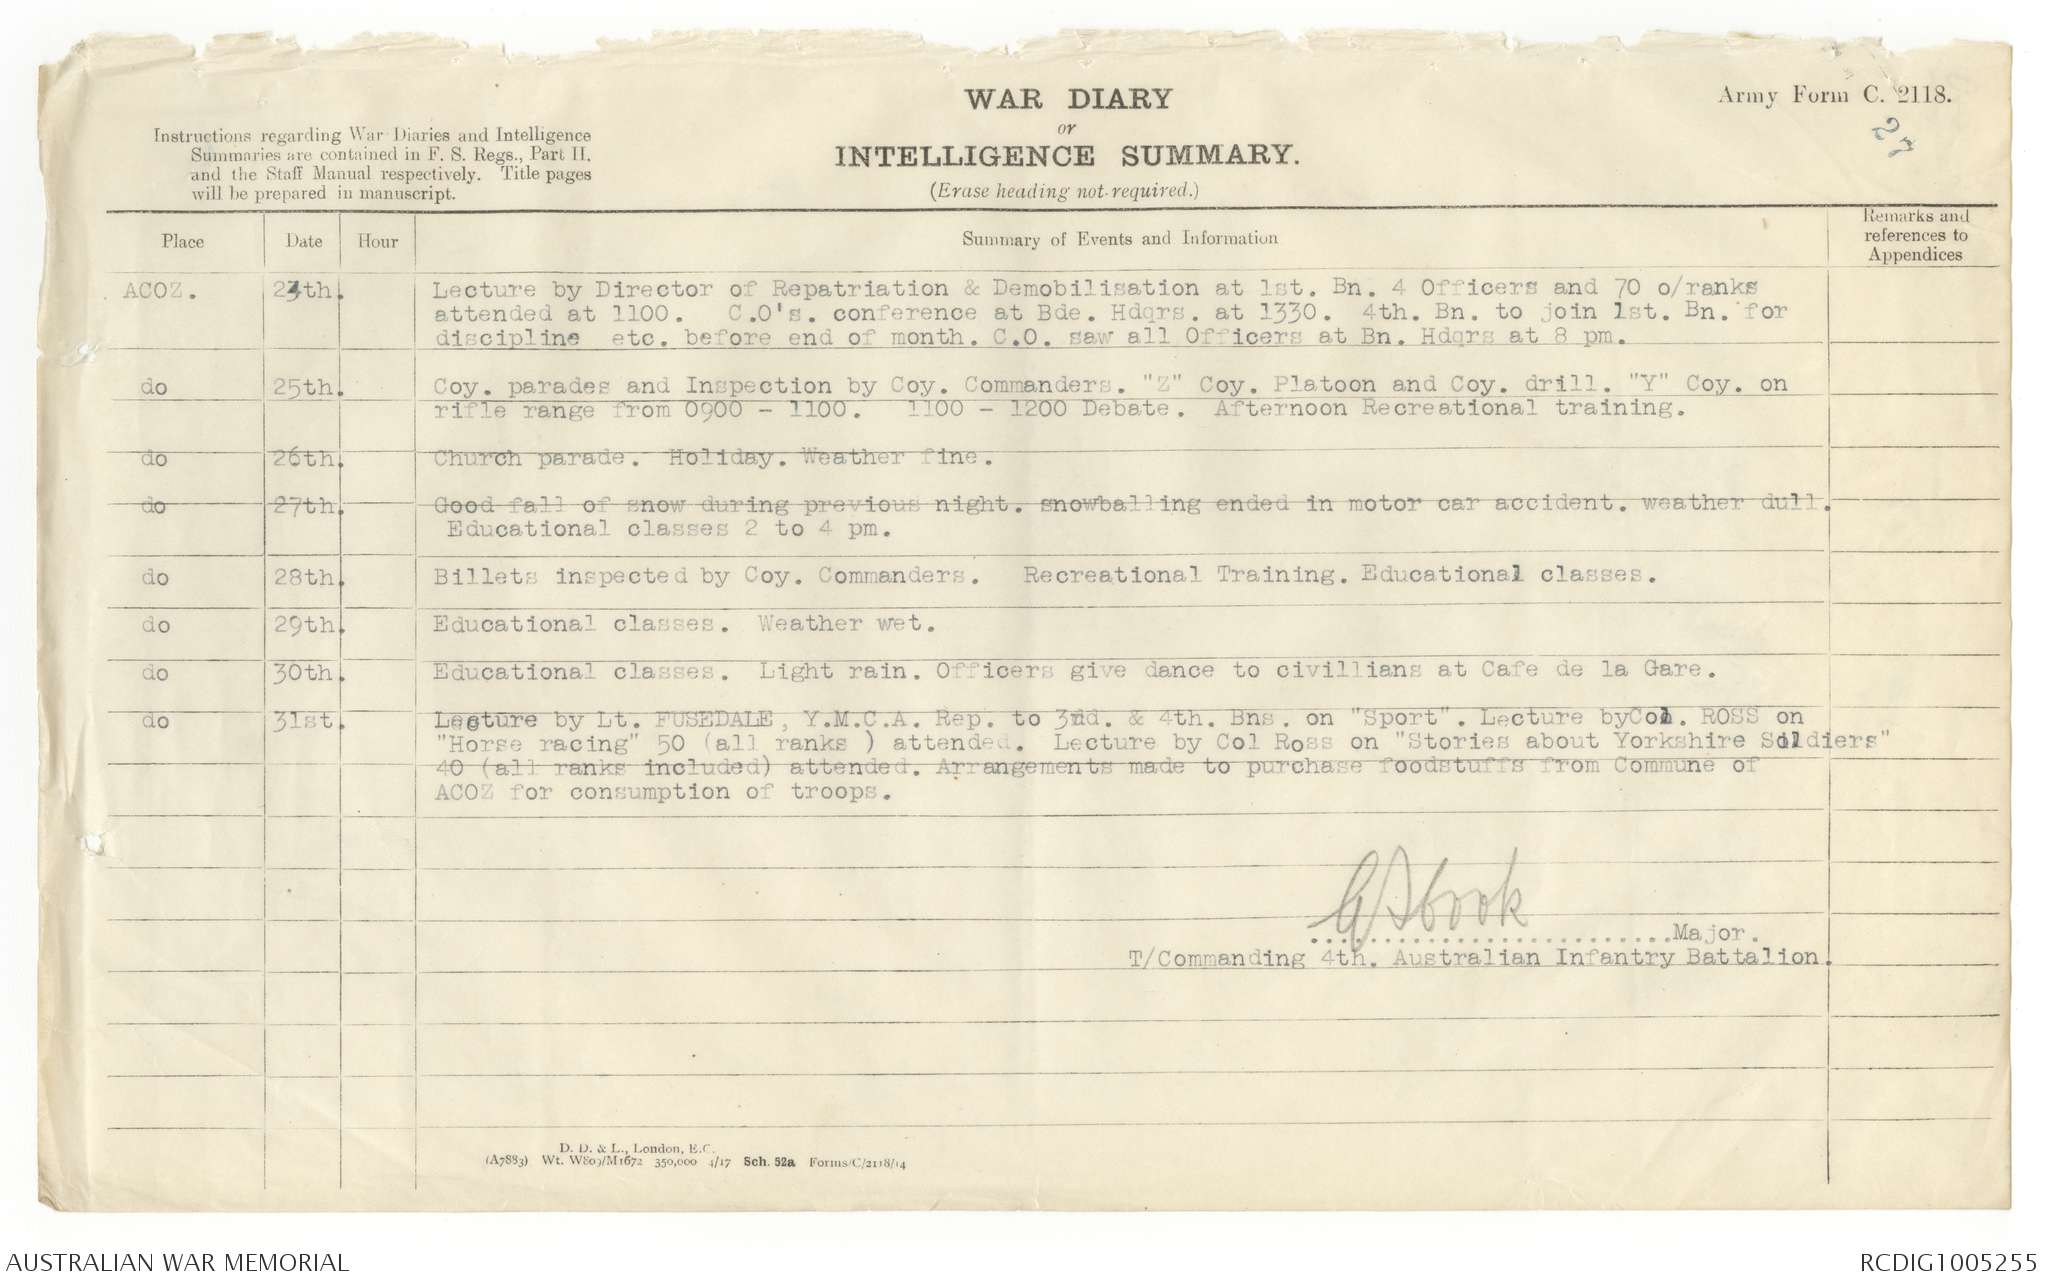 WAR DIARY
or
INTELLIGENCE SUMMARY.
(Erase heading not required.)
Army Form C. 2118.
27
Instructions regarding War Diaries and Intelligence
Summaries are contained in F. S. Regs., Part II.
and the Staff Manual respectively. Title pages
will be prepared in manuscript.
Place Date Hour Summary of Events and Information Remarks and
references to
Appendices
ACOZ. 24th. Lecture by Director of Repatriation & Demobilisation at 1st. Bn. 4 Officers and 70 o/ranks
attended at 1100. C.O's. conference at Bde. Hdqrs. at 1330. 4th. Bn. to join 1st. Bn. for
discipline etc. before end of month. C.O. saw all Officers at Bn. Hdqrs at 8 pm.
do 25th. Coy. parades and Inspection by Coy. Commanders. "Z" Coy. Platoon and Coy. drill. "Y" Coy. on
rifle range from 0900 - 1100. 1100 - 1200 Debate. Afternoon Recreational training.
do 26th. Church parade. Holiday. Weather fine.
do 27th. Good fall of snow during previous night. snowballing ended in motor car accident. weather dull.
Educational classes 2 to 4 pm.
do 28th. Billets inspected by Coy. Commanders. Recreational Training. Educational classes.
do 29th. Educational classes. Weather wet.
do 30th. Educational classes. Light rain. Officers give dance to civillians at Cafe de la Gare.
do 31st. Lecture by Lt. FUSEDALE, Y.M.C.A. Rep. to 3rd. & 4th. Bns. on "Sport". Lecture byCol. ROSS on
"Horse racing" 50 (all ranks ) attended. Lecture by Col Ross on "Stories about Yorkshire Soldiers"
40 (all ranks included) attended. Arrangements made to purchase foodstuffs from Commune of
ACOZ for consumption of troops.
........................Major.
T/Commanding 4th. Australian Infantry Battalion.
D. D. & L., London, E.C.
(A7883) Wt. W809/M1672 350,000 4/17 Sch. 52a Forms/C/2118/14
AUSTRALIAN WAR MEMORIAL
RCDIG1005255